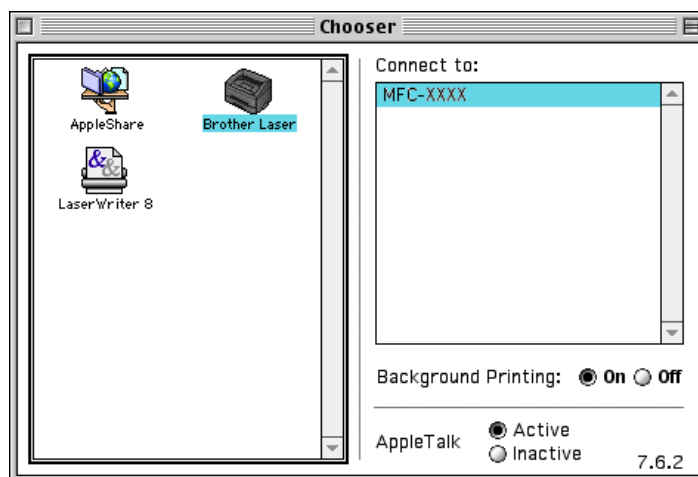 Chooser
AppleShare
Brother Laser
LaserWriter 8
Connect to:
MFC-XXXX
Background Printing: On Off
AppleTalk Active
Inactive
7.6.2